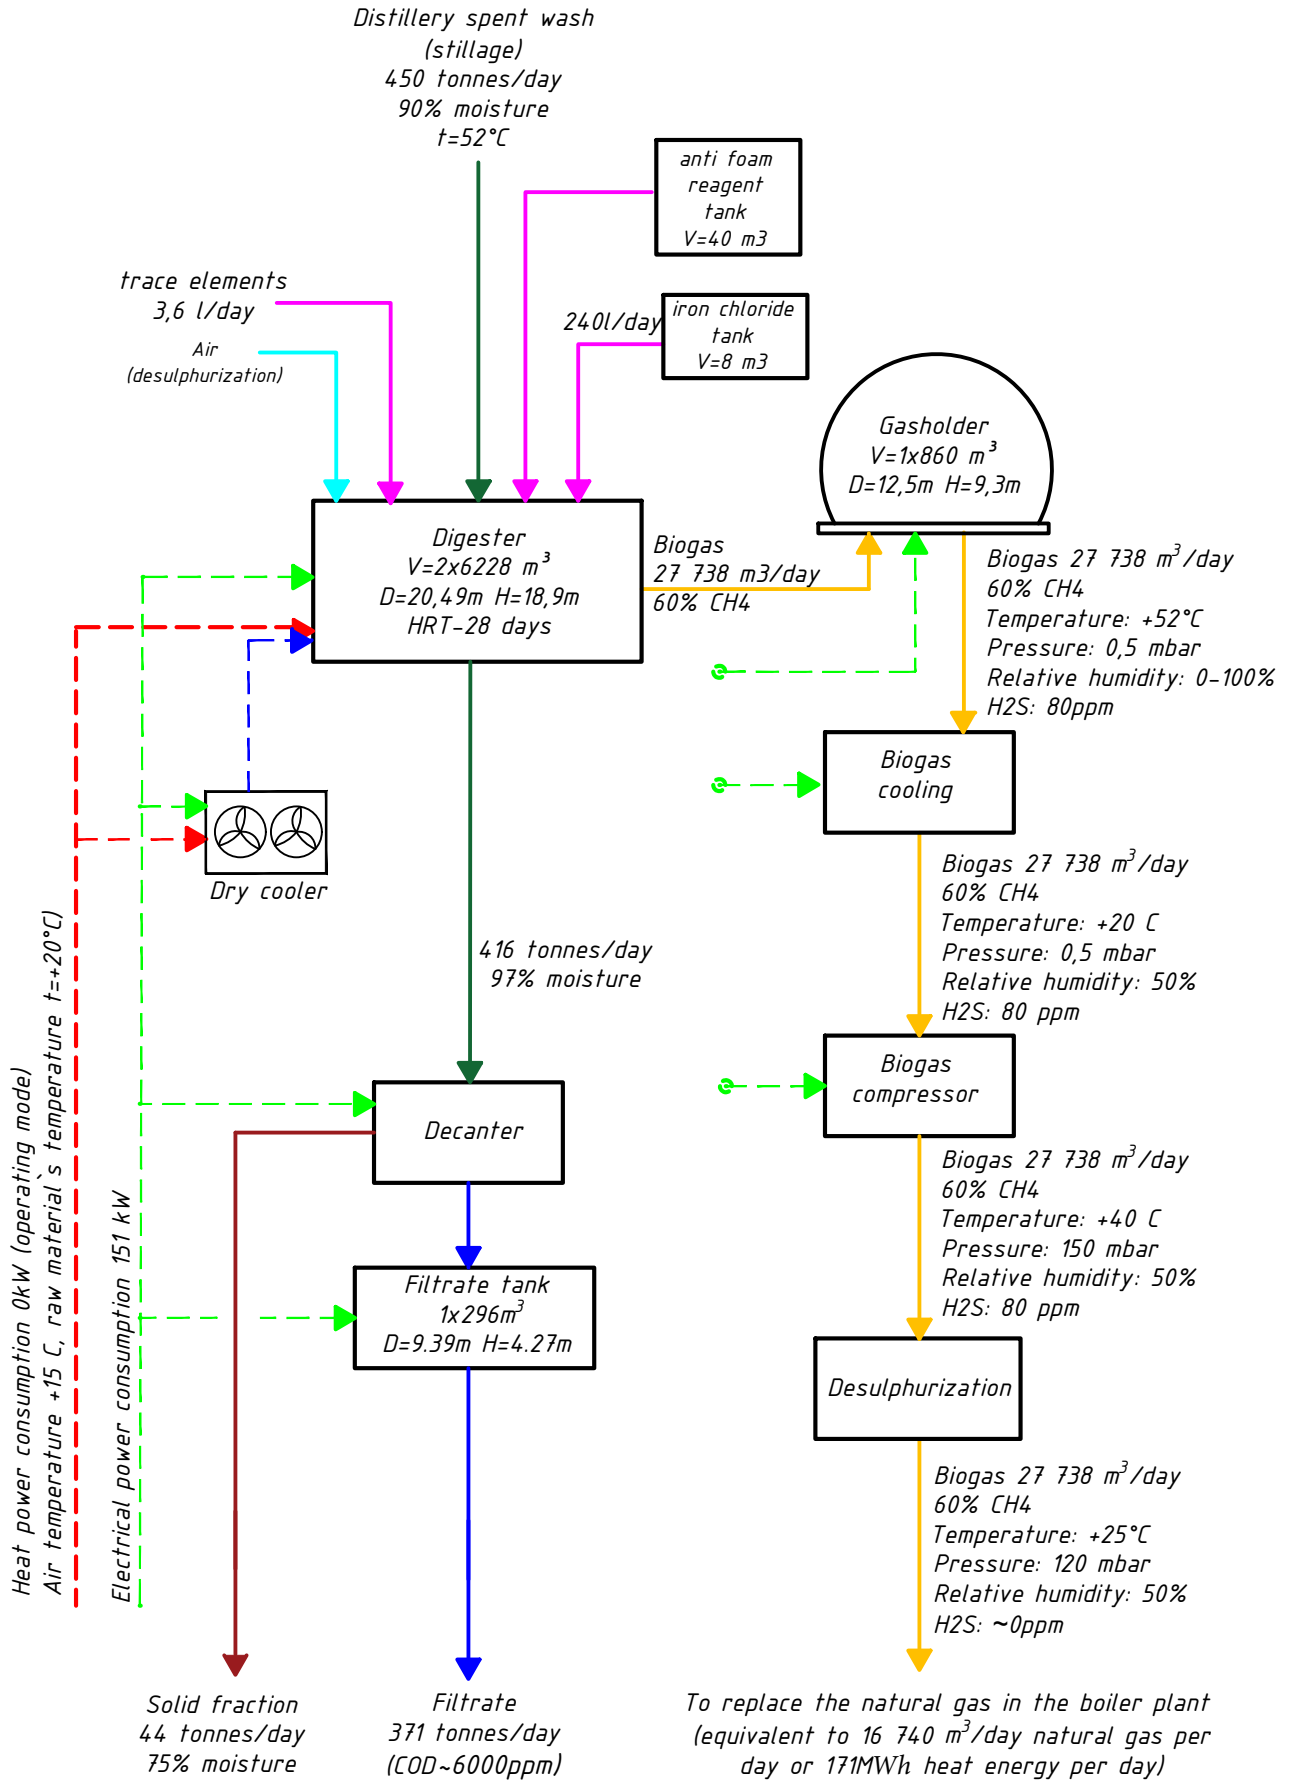 Distillery spent wash
(stillage)
450 tonnes/day
90% moisture
t=52°C
anti foam
reagent
tank
V=40 m3
trace elements
3,6 l/day
Air
(desulphurization)
240l/day
iron chloride
tank
V=8 m3
Gasholder
V=1x860 m³
D=12,5m H=9,3m
Digester
V=2x6228 m³
D=20,49m H=18,9m
HRT-28 days
Biogas
27 738 m3/day
60% CH4
Biogas 27 738 m³/day
60% CH4
Temperature: +52°C
Pressure: 0,5 mbar
Relative humidity: 0-100%
H2S: 80ppm
Biogas
cooling
Dry cooler
Biogas 27 738 m³/day
60% CH4
Temperature: +20 C
Pressure: 0,5 mbar
Relative humidity: 50%
H2S: 80 ppm
416 tonnes/day
97% moisture
Biogas
compressor
Decanter
Biogas 27 738 m³/day
60% CH4
Temperature: +40 C
Pressure: 150 mbar
Relative humidity: 50%
H2S: 80 ppm
Filtrate tank
1x296m³
D=9.39m H=4.27m
Desulphurization
Heat power consumption 0kW (operating mode)
Air temperature +15 C, raw material`s temperature t=+20°C)
Electrical power consumption 151 kW
Biogas 27 738 m³/day
60% CH4
Temperature: +25°C
Pressure: 120 mbar
Relative humidity: 50%
H2S: ~0ppm
Solid fraction
44 tonnes/day
75% moisture
Filtrate
371 tonnes/day
(COD~6000ppm)
To replace the natural gas in the boiler plant
(equivalent to 16 740 m³/day natural gas per
day or 171MWh heat energy per day)